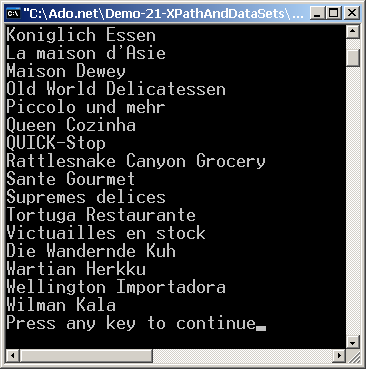 "C:\Ado.net\Demo-21-XPathAndDataSets\...
Koniglich Essen
La maison d'Asie
Maison Dewey
Old World Delicatessen
Piccolo und mehr
Queen Cozinha
QUICK-Stop
Rattlesnake Canyon Grocery
Sante Gourmet
Supremes delices
Tortuga Restaurante
Victuailles en stock
Die Wandernde Kuh
Wartian Herkku
Wellington Importadora
Wilman Kala
Press any key to continue_